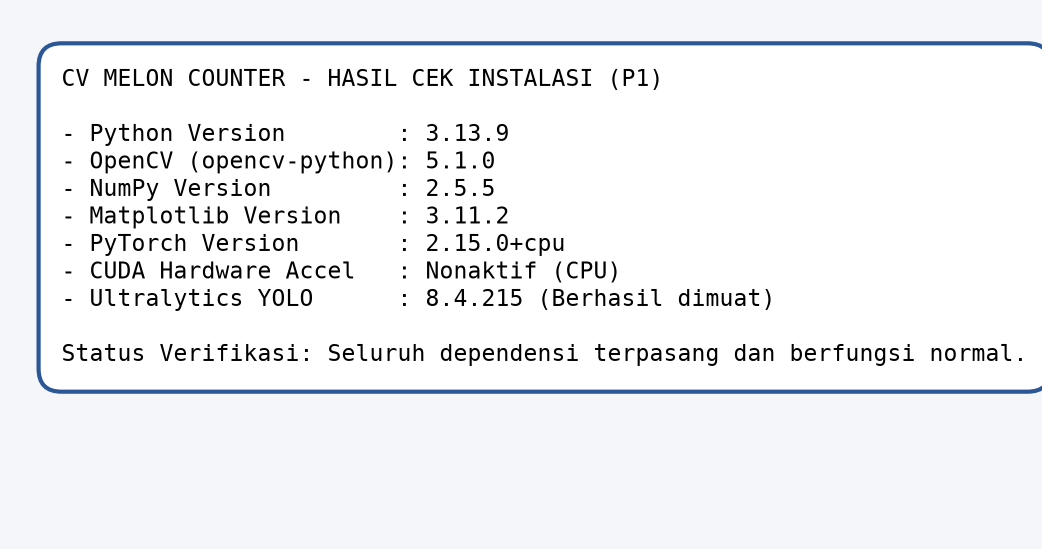 CV MELON COUNTER - HASIL CEK INSTALASI (P1)
- Python Version        : 3.13.9
- OpenCV (opencv-python): 5.1.0
- NumPy Version         : 2.5.5
- Matplotlib Version    : 3.11.2
- PyTorch Version       : 2.15.0+cpu
- CUDA Hardware Accel   : Nonaktif (CPU)
- Ultralytics YOLO      : 8.4.215 (Berhasil dimuat)
Status Verifikasi: Seluruh dependensi terpasang dan berfungsi normal.